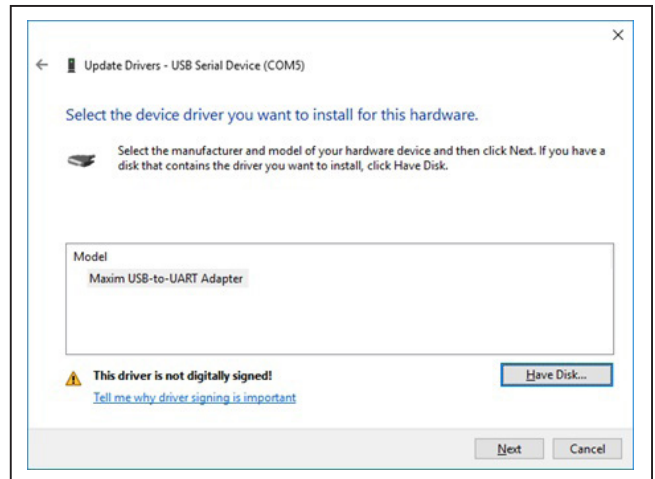 Update Drivers - USB Serial Device (COM5)
Select the device driver you want to install for this hardware.
Select the manufacturer and model of your hardware device and then click Next. If you have a
disk that contains the driver you want to install, click Have Disk.
Model
Maxim USB-to-UART Adapter
This driver is not digitally signed!
Have Disk...
Tell me why driver signing is important
Next
Cancel